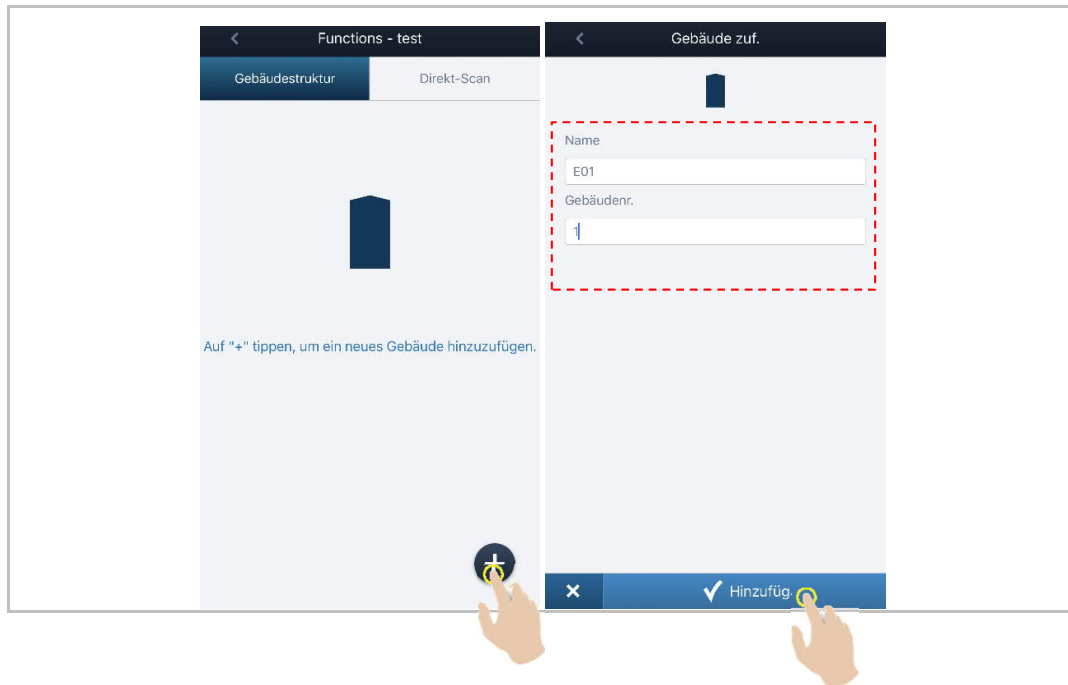 Functions - test
Gebäudestruktur
Direkt-Scan
Auf "+" tippen, um ein neues Gebäude hinzuzufügen.
Gebäude zuf.
Name
E01
Gebäudenr.
1
Hinzufüg.